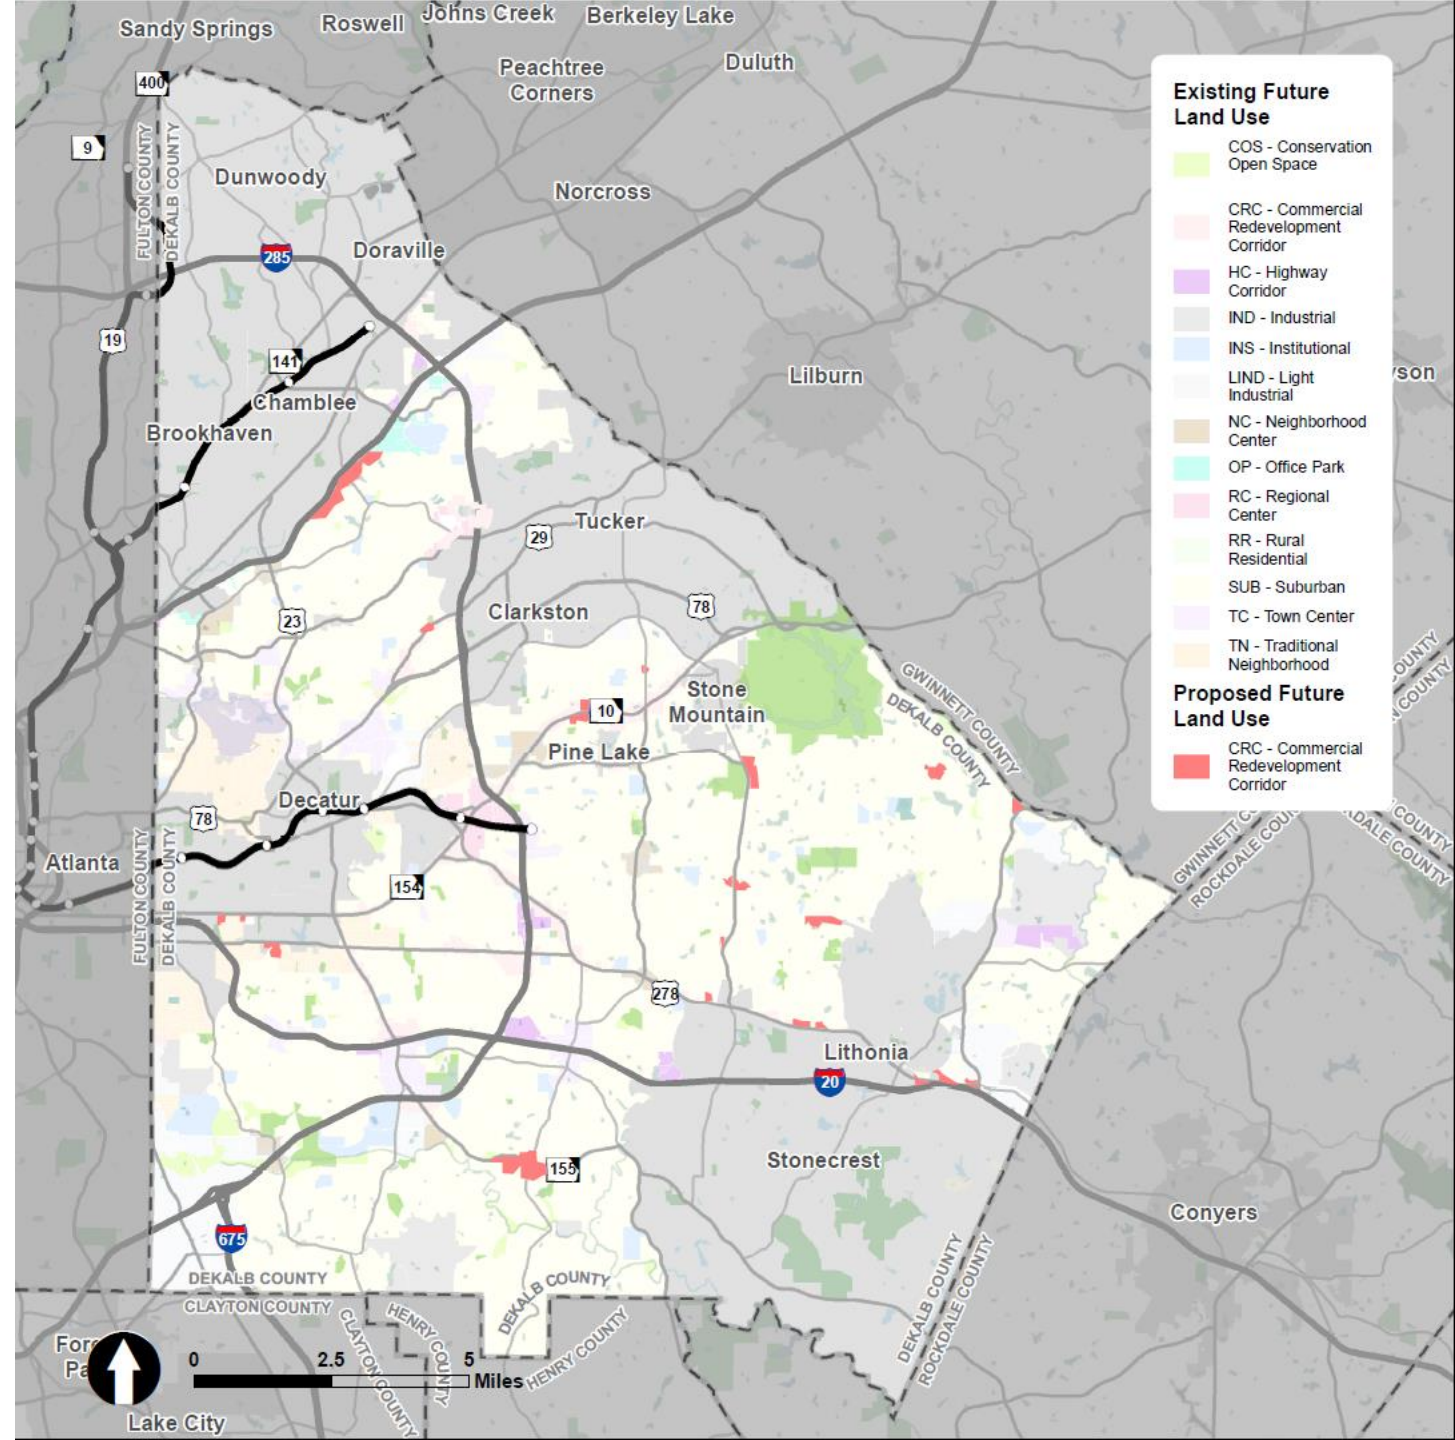 Sandy Springs
Roswell
Johns Creek
Berkeley Lake
Peachtree
Corners
Duluth
400
9
FULTON COUNTY
DEKALB COUNTY
Dunwoody
Norcross
285
Doraville
19
141
Chamblee
Brookhaven
Lilburn
Tucker
29
Clarkston
78
23
Stone
Mountain
10
Pine Lake
GWINNETT COUNTY
DEKALB COUNTY
Decatur
78
Atlanta
154
FULTON COUNTY
DEKALB COUNTY
278
Lithonia
20
Stonecrest
155
Conyers
675
DEKALB COUNTY
CLAYTON COUNTY
CLAYTON COUNTY
HENRY COUNTY
DEKALB COUNTY
HENRY COUNTY
DEKALB COUNTY
ROCKDALE COUNTY
GWINNETT
ROCKDALE
COUNTY
COUNTY
COUNTY
COUNTY
Lake City
0 2.5 5
Miles
Existing Future
Land Use
COS - Conservation
Open Space
CRC - Commercial
Redevelopment
Corridor
HC - Highway
Corridor
IND - Industrial
INS - Institutional
LIND - Light
Industrial
NC - Neighborhood
Center
OP - Office Park
RC - Regional
Center
RR - Rural
Residential
SUB - Suburban
TC - Town Center
TN - Traditional
Neighborhood
Proposed Future
Land Use
CRC - Commercial
Redevelopment
Corridor